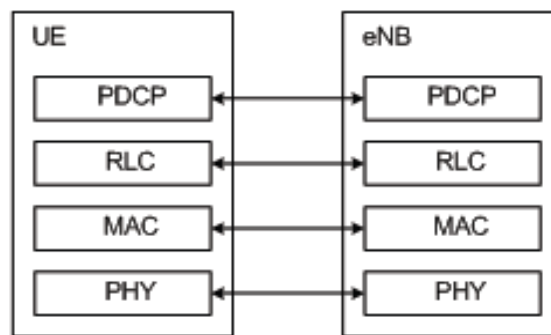 UE eNB
PDCP PDCP
RLC RLC
MAC MAC
PHY PHY